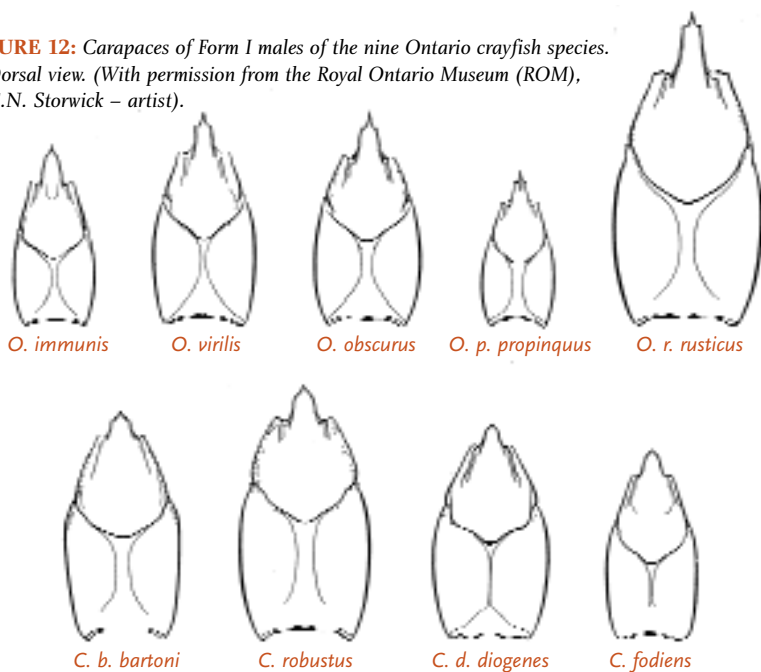 URE 12: Carapaces of Form I males of the nine Ontario crayfish species.
orsal view. (With permission from the Royal Ontario Museum (ROM),
.N. Storwick – artist).
O. immunis
O. virilis
O. obscurus
O. p. propinquus
O. r. rusticus
C. b. bartoni
C. robustus
C. d. diogenes
C. fodiens